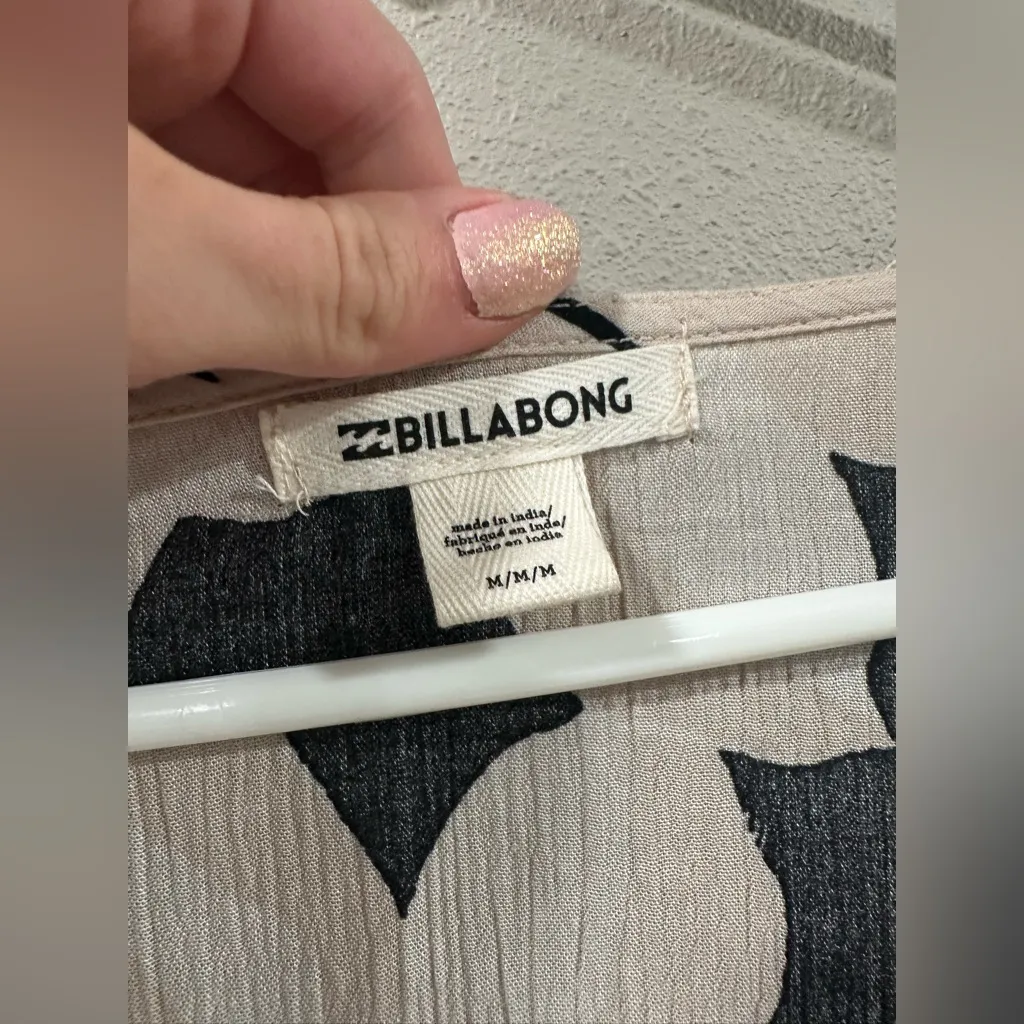 BILLABONG
made in india/
fabriqué en inde/
hecho en india
M/M/M